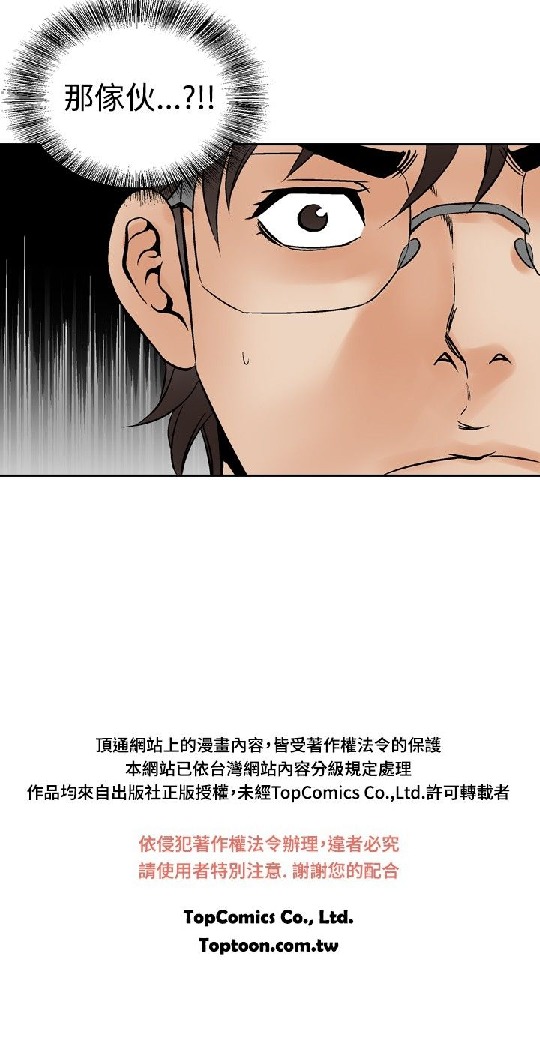 那傢伙...?!!
頂通網站上的漫畫內容，皆受著作權法令的保護
本網站已依台灣網站內容分級規定處理
作品均來自出版社正版授權，未經TopComics Co.,Ltd.許可轉載者
依侵犯著作權法令辦理，違者必究
請使用者特別注意. 謝謝您的配合
TopComics Co., Ltd.
Toptoon.com.tw